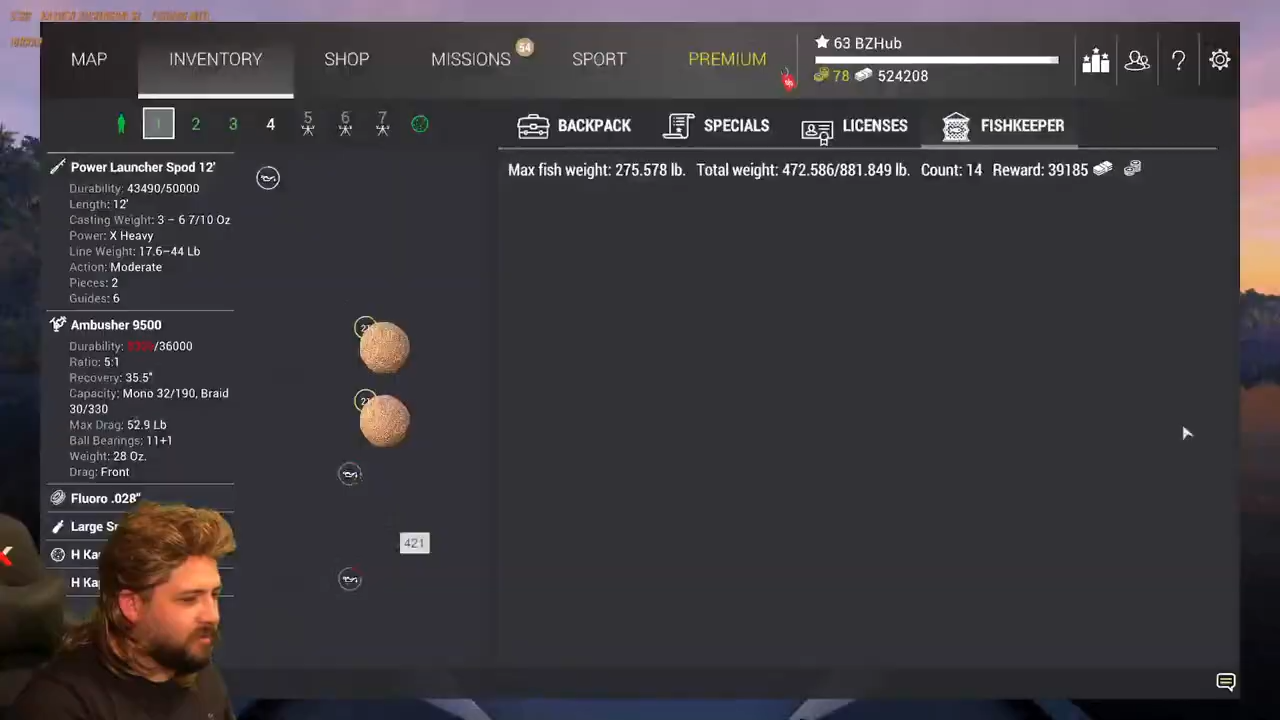 MAP
INVENTORY
SHOP
MISSIONS 54
SPORT
PREMIUM
63 BZHub
78 524208
1 2 3 4 5 6 7
BACKPACK
SPECIALS
LICENSES
FISHKEEPER
Max fish weight: 275.578 lb. Total weight: 472.586/881.849 lb. Count: 14 Reward: 39185
Power Launcher Spod 12'
Durability: 43490/50000
Length: 12'
Casting Weight: 3 – 6 7/10 Oz
Power: X Heavy
Line Weight: 17.6–44 Lb
Action: Moderate
Pieces: 2
Guides: 6
Ambusher 9500
Durability: /36000
Ratio: 5:1
Recovery: 35.5"
Capacity: Mono 32/190, Braid
30/330
Max Drag: 52.9 Lb
Ball Bearings: 11+1
Weight: 28 Oz.
Drag: Front
Fluoro .028"
Large
H
H
421